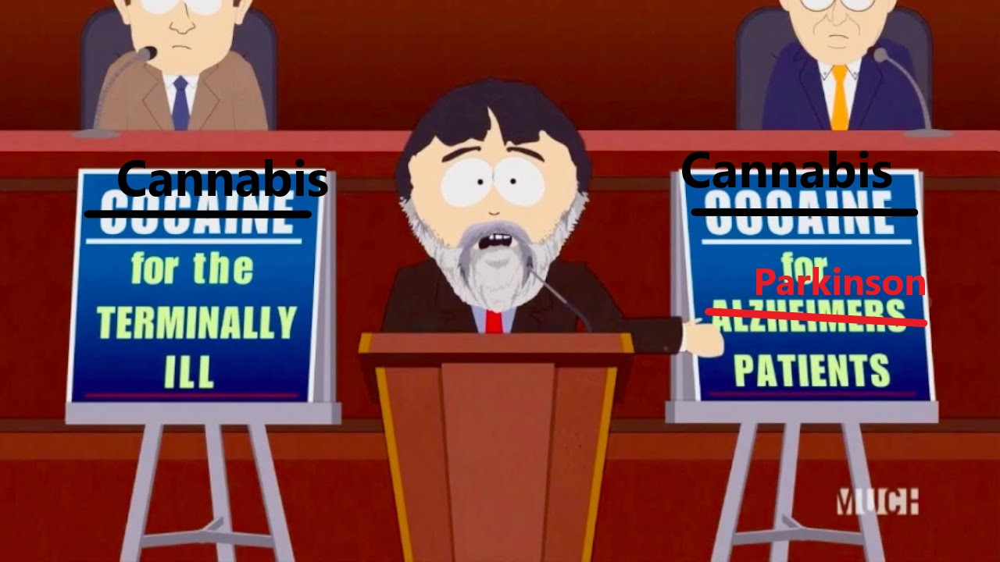 Cannabis
COCAINE
for the
TERMINALLY
ILL
Cannabis
COCAINE
for
Parkinson
ALZHEIMERS
PATIENTS
MUCH